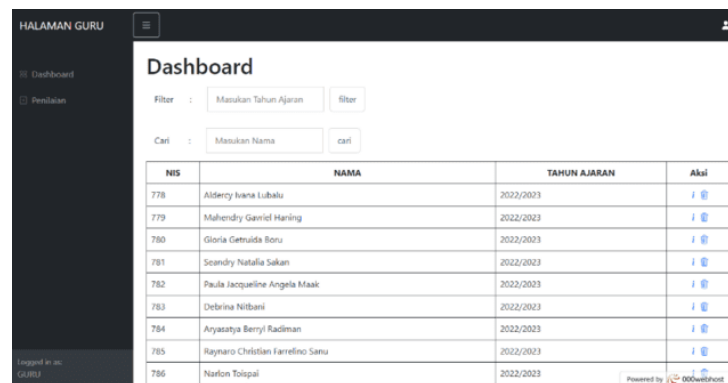 HALAMAN GURU
Dashboard
Penilaian
Dashboard
Filter : Masukan Tahun Ajaran filter
Cari : Masukan Nama cari
NIS NAMA TAHUN AJARAN Aksi
778 Aldercy Ivana Lubalu 2022/2023
779 Mahendry Gavriel Haning 2022/2023
780 Gloria Getruida Boru 2022/2023
781 Seandry Natalia Sakan 2022/2023
782 Paula Jacqueline Angela Maak 2022/2023
783 Debrina Nitbani 2022/2023
784 Aryasatya Berryl Radiman 2022/2023
785 Raynaro Christian Farrelino Sanu 2022/2023
786 Narlon Toispai 2022/2023
Logged in as:
GURU
Powered by 000webhost